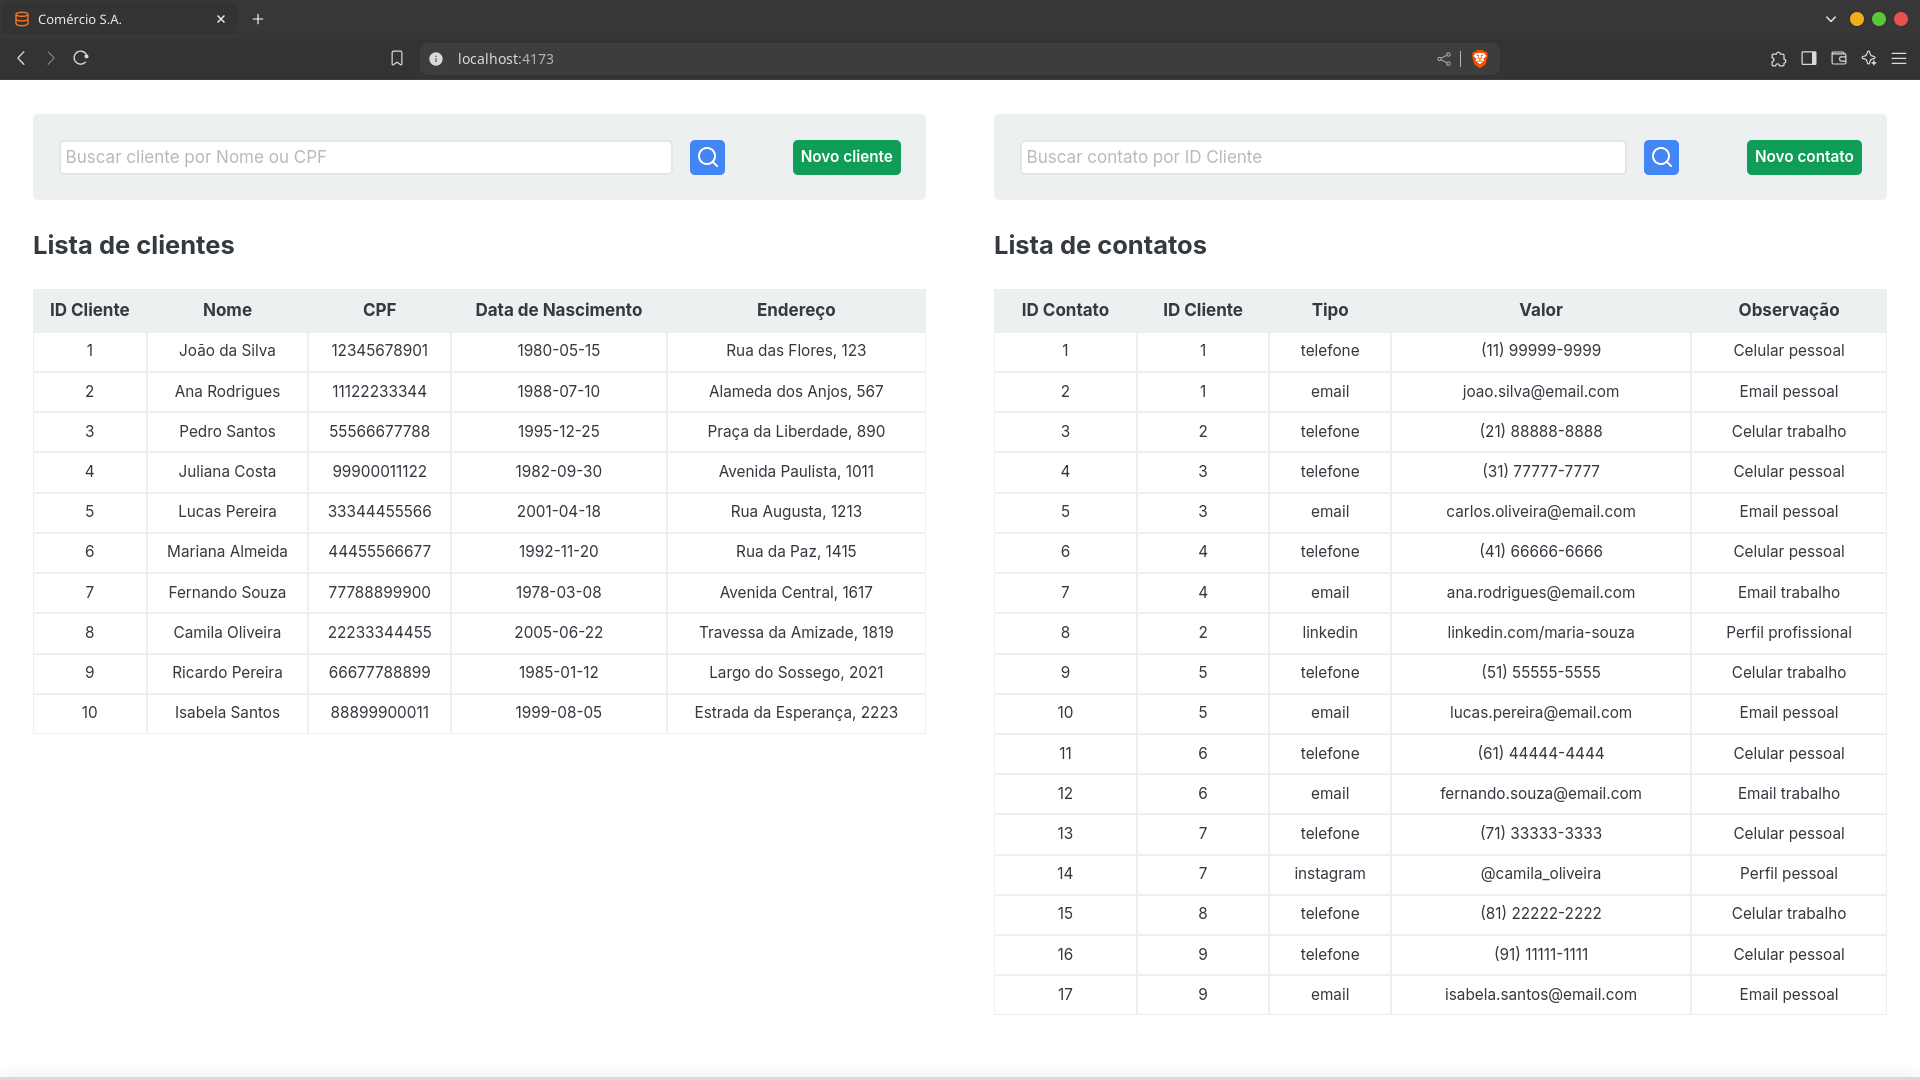 Comércio S.A.
localhost:4173
Buscar cliente por Nome ou CPF
Novo cliente
Lista de clientes
ID Cliente Nome CPF Data de Nascimento Endereço
1 João da Silva 12345678901 1980-05-15 Rua das Flores, 123
2 Ana Rodrigues 11122233344 1988-07-10 Alameda dos Anjos, 567
3 Pedro Santos 55566677788 1995-12-25 Praça da Liberdade, 890
4 Juliana Costa 99900011122 1982-09-30 Avenida Paulista, 1011
5 Lucas Pereira 33344455566 2001-04-18 Rua Augusta, 1213
6 Mariana Almeida 44455566677 1992-11-20 Rua da Paz, 1415
7 Fernando Souza 77788899900 1978-03-08 Avenida Central, 1617
8 Camila Oliveira 22233344455 2005-06-22 Travessa da Amizade, 1819
9 Ricardo Pereira 66677788899 1985-01-12 Largo do Sossego, 2021
10 Isabela Santos 88899900011 1999-08-05 Estrada da Esperança, 2223
Buscar contato por ID Cliente
Novo contato
Lista de contatos
ID Contato ID Cliente Tipo Valor Observação
1 1 telefone (11) 99999-9999 Celular pessoal
2 1 email joao.silva@email.com Email pessoal
3 2 telefone (21) 88888-8888 Celular trabalho
4 3 telefone (31) 77777-7777 Celular pessoal
5 3 email carlos.oliveira@email.com Email pessoal
6 4 telefone (41) 66666-6666 Celular pessoal
7 4 email ana.rodrigues@email.com Email trabalho
8 2 linkedin linkedin.com/maria-souza Perfil profissional
9 5 telefone (51) 55555-5555 Celular trabalho
10 5 email lucas.pereira@email.com Email pessoal
11 6 telefone (61) 44444-4444 Celular pessoal
12 6 email fernando.souza@email.com Email trabalho
13 7 telefone (71) 33333-3333 Celular pessoal
14 7 instagram @camila_oliveira Perfil pessoal
15 8 telefone (81) 22222-2222 Celular trabalho
16 9 telefone (91) 11111-1111 Celular pessoal
17 9 email isabela.santos@email.com Email pessoal